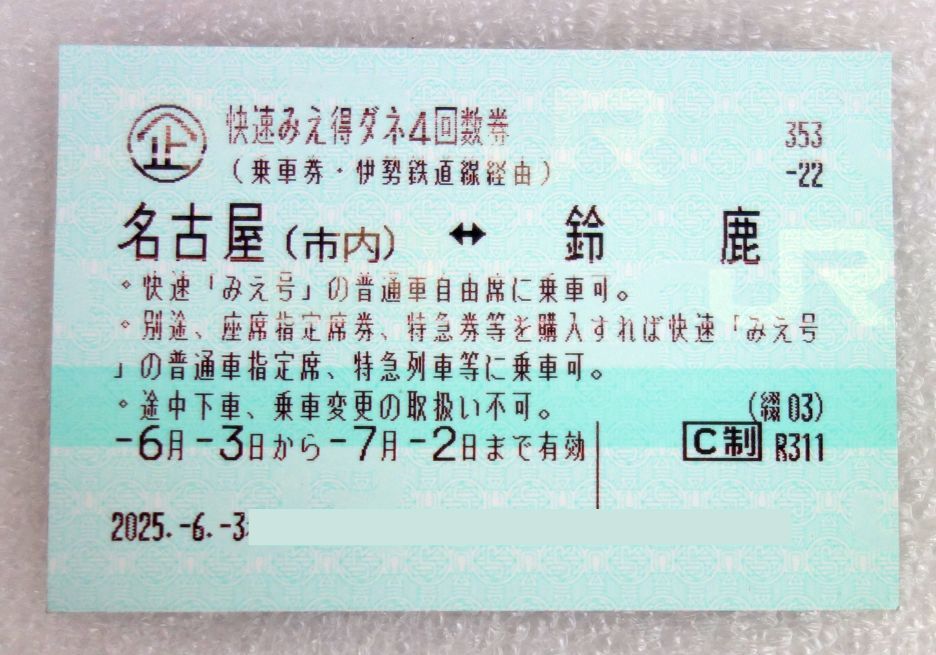 企 快速みえ得ダネ4回数券 353
(乗車券・伊勢鉄道線経由) -22
名古屋(市内) ↔ 鈴鹿
。快速「みえ号」の普通車自由席に乗車可。
。別途、座席指定席券、特急券等を購入すれば快速「みえ号
」の普通車指定席、特急列車等に乗車可。
。途中下車、乗車変更の取扱い不可。 (綴03)
-6月-3日から-7月-2日まで有効 C制 R311
2025.-6.-3
JR